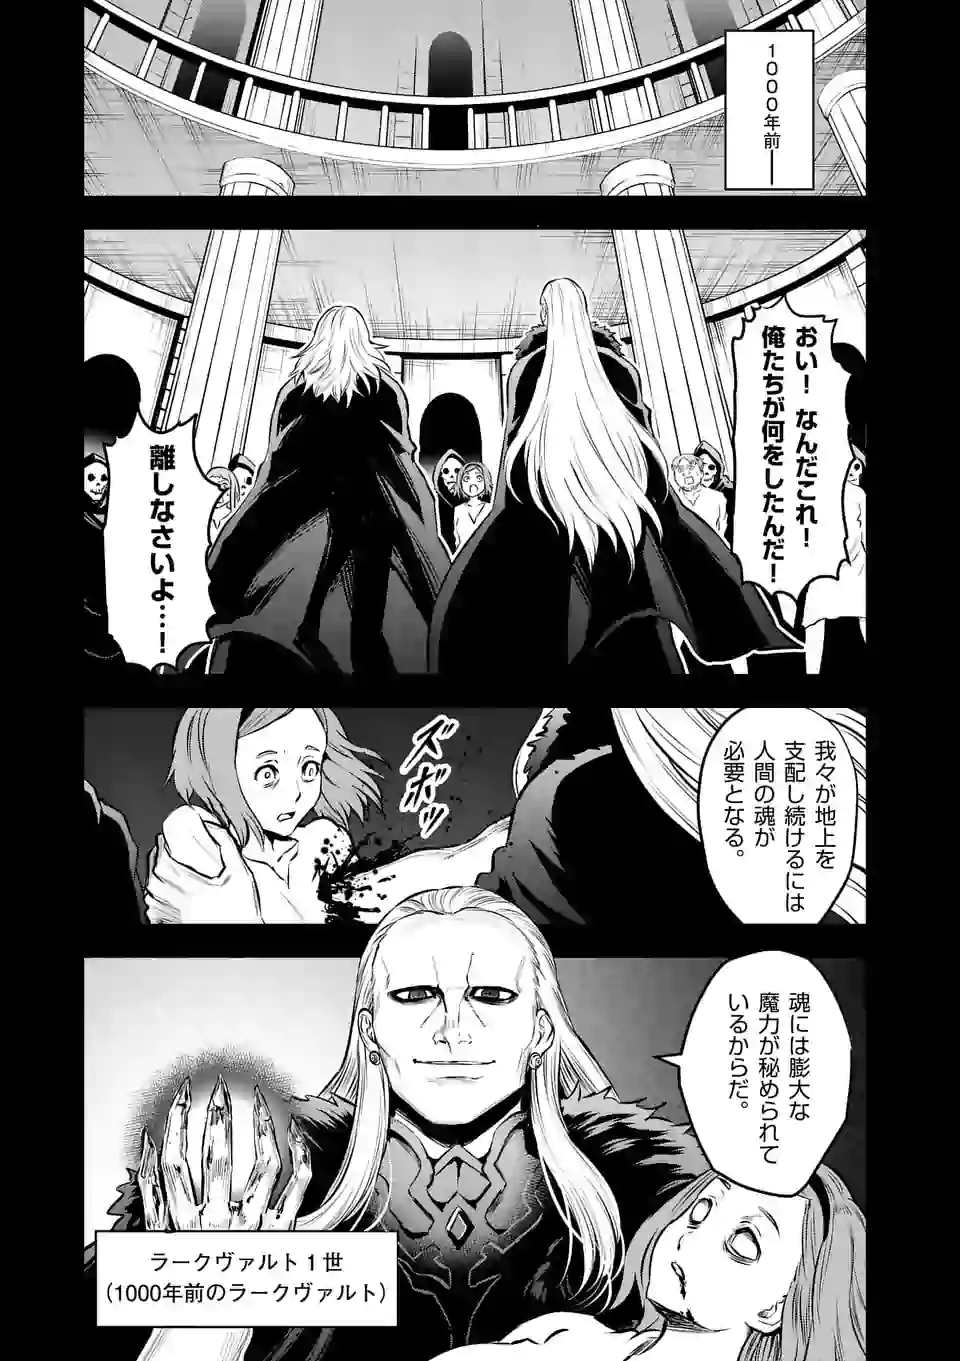 1000年前──
おい！なんだこれ！
俺たちが何をしたんだ！
離しなさいよ…！
我々が地上を
支配し続けるには
人間の魂が
必要となる。
ズボッ
魂には膨大な
魔力が秘められて
いるからだ。
ラークヴァルト1世
（1000年前のラークヴァルト）